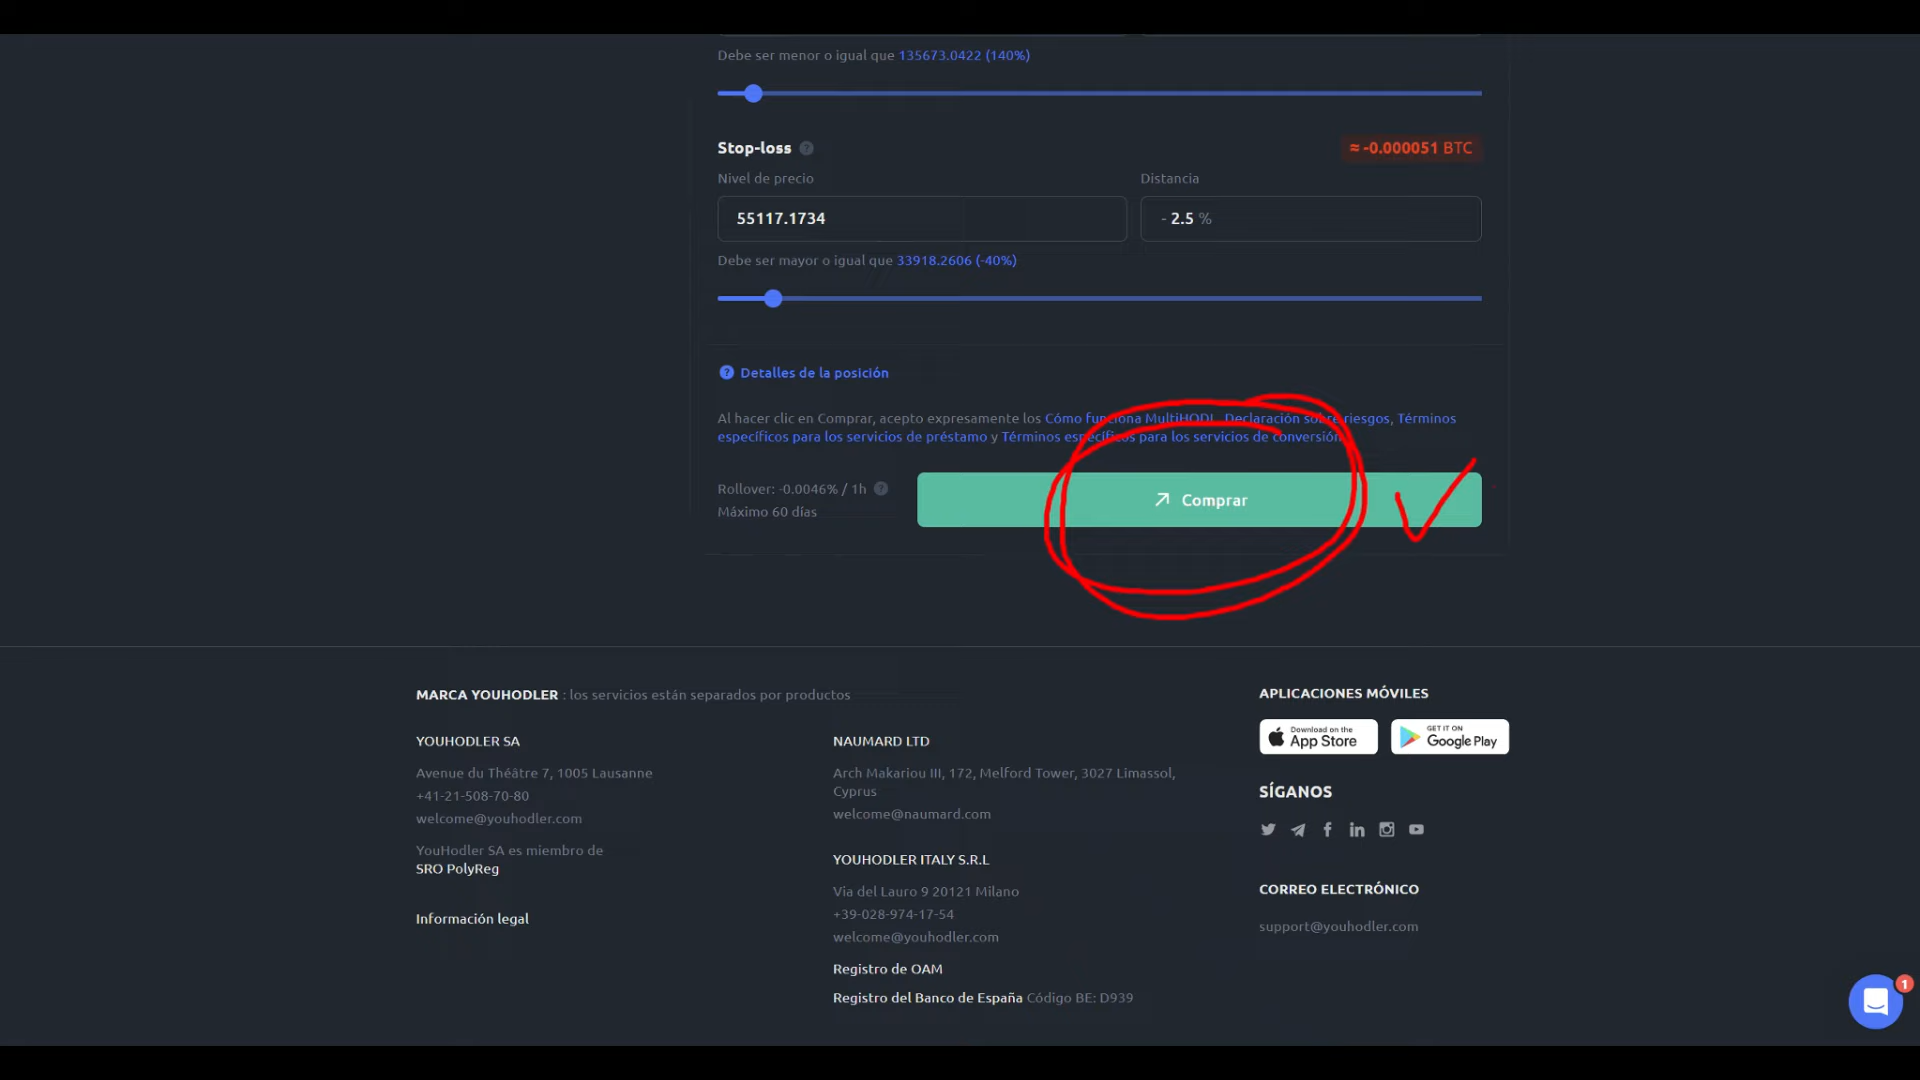 Debe ser menor o igual que 135673.0422 (140%)
Stop-loss ?
≈ -0.000051 BTC
Nivel de precio
Distancia
55117.1734
- 2.5 %
Debe ser mayor o igual que 33918.2606 (-40%)
? Detalles de la posición
Al hacer clic en Comprar, acepto expresamente los Cómo funciona MultiHODL, Declaración sobre riesgos, Términos
específicos para los servicios de préstamo y Términos específicos para los servicios de conversión
Rollover: -0.0046% / 1h ?
Máximo 60 días
Comprar
MARCA YOUHODLER : los servicios están separados por productos
YOUHODLER SA
Avenue du Théâtre 7, 1005 Lausanne
+41-21-508-70-80
welcome@youhodler.com
YouHodler SA es miembro de
SRO PolyReg
Información legal
NAUMARD LTD
Arch Makariou III, 172, Melford Tower, 3027 Limassol,
Cyprus
welcome@naumard.com
YOUHODLER ITALY S.R.L
Via del Lauro 9 20121 Milano
+39-028-974-17-54
welcome@youhodler.com
Registro de OAM
Registro del Banco de España Código BE: D939
APLICACIONES MÓVILES
Download on the
App Store
GET IT ON
Google Play
SÍGANOS
CORREO ELECTRÓNICO
support@youhodler.com
1